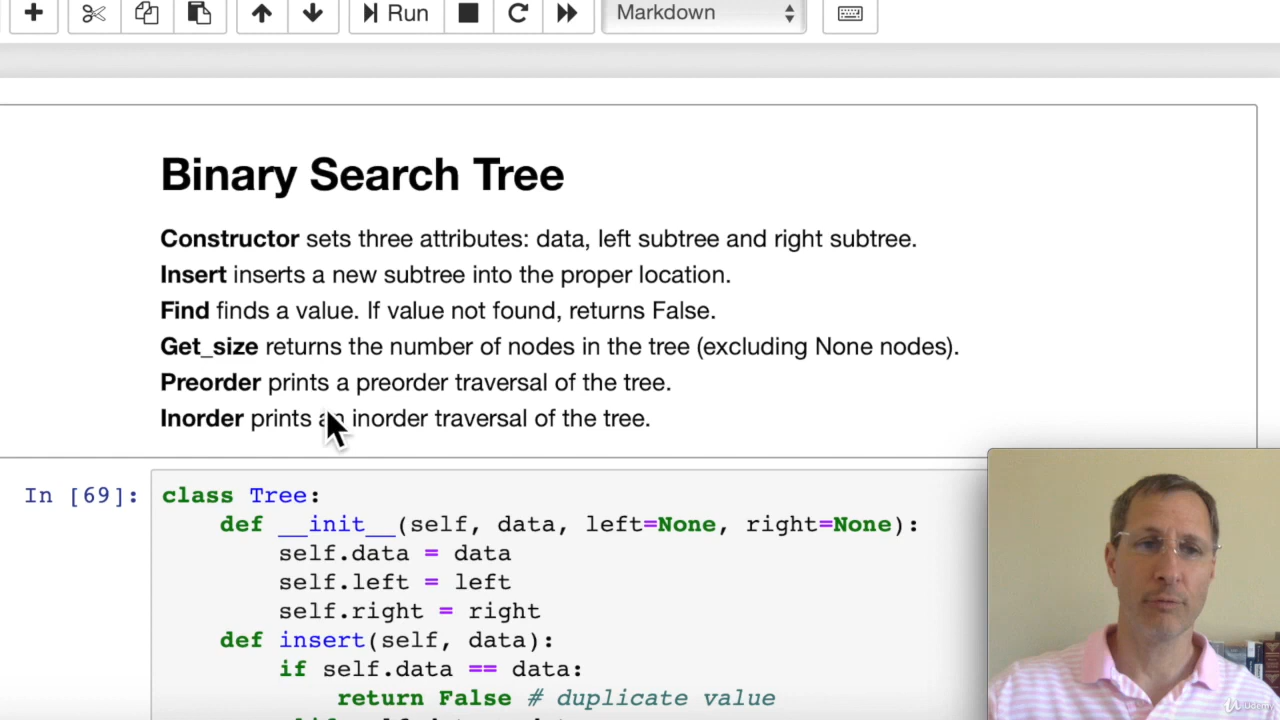 Run
Markdown
Binary Search Tree
Constructor sets three attributes: data, left subtree and right subtree.
Insert inserts a new subtree into the proper location.
Find finds a value. If value not found, returns False.
Get_size returns the number of nodes in the tree (excluding None nodes).
Preorder prints a preorder traversal of the tree.
Inorder prints an inorder traversal of the tree.
In [69]:
class Tree:
def __init__(self, data, left=None, right=None):
self.data = data
self.left = left
self.right = right
def insert(self, data):
if self.data == data:
return False # duplicate value
Udemy